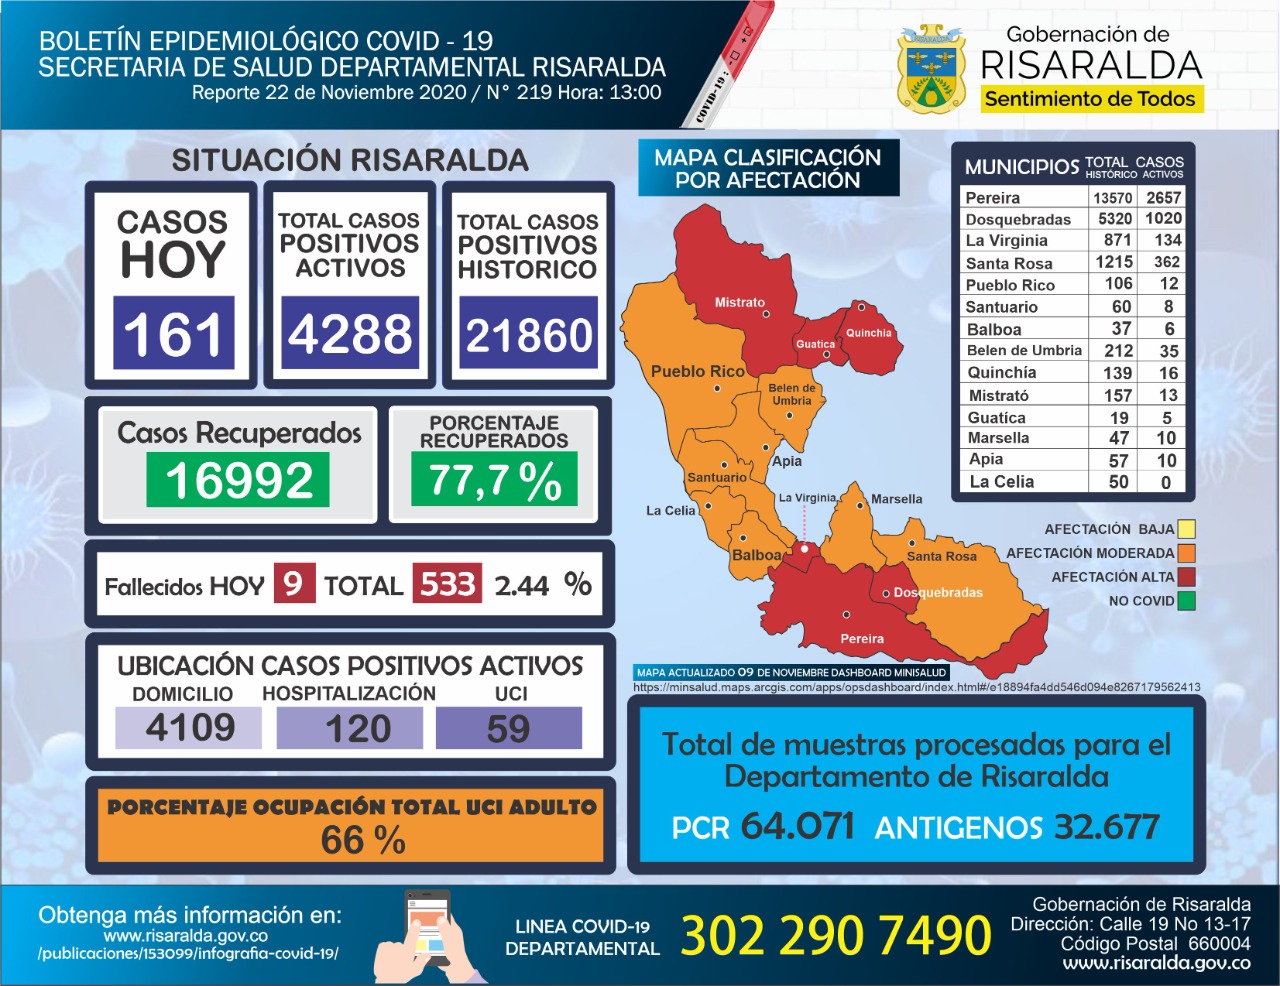 BOLETÍN EPIDEMIOLÓGICO COVID - 19
SECRETARIA DE SALUD DEPARTAMENTAL RISARALDA
Reporte 22 de Noviembre 2020 / N° 219 Hora: 13:00
COVID-19 :
Gobernación de
RISARALDA
Sentimiento de Todos
SITUACIÓN RISARALDA
CASOS
HOY
161
TOTAL CASOS
POSITIVOS
ACTIVOS
4288
TOTAL CASOS
POSITIVOS
HISTORICO
21860
Casos Recuperados
16992
PORCENTAJE
RECUPERADOS
77,7 %
Fallecidos HOY 9 TOTAL 533 2.44 %
UBICACIÓN CASOS POSITIVOS ACTIVOS
DOMICILIO HOSPITALIZACIÓN UCI
4109 120 59
PORCENTAJE OCUPACIÓN TOTAL UCI ADULTO
66 %
MAPA CLASIFICACIÓN
POR AFECTACIÓN
Mistrato
Guatica
Quinchia
Pueblo Rico
Belen de
Umbria
Apia
Santuario
La Celia
La Virginia
Marsella
Balboa
Santa Rosa
Dosquebradas
Pereira
MUNICIPIOS TOTAL HISTÓRICO CASOS ACTIVOS
Pereira 13570 2657
Dosquebradas 5320 1020
La Virginia 871 134
Santa Rosa 1215 362
Pueblo Rico 106 12
Santuario 60 8
Balboa 37 6
Belen de Umbria 212 35
Quinchía 139 16
Mistrató 157 13
Guatíca 19 5
Marsella 47 10
Apia 57 10
La Celia 50 0
AFECTACIÓN BAJA
AFECTACIÓN MODERADA
AFECTACIÓN ALTA
NO COVID
MAPA ACTUALIZADO 09 DE NOVIEMBRE DASHBOARD MINISALUD
https://minsalud.maps.arcgis.com/apps/opsdashboard/index.html#/e18894fa4dd546d094e8267179562413
Total de muestras procesadas para el
Departamento de Risaralda
PCR 64.071 ANTIGENOS 32.677
Obtenga más información en:
www.risaralda.gov.co
/publicaciones/153099/infografia-covid-19/
LINEA COVID-19
DEPARTAMENTAL
302 290 7490
Gobernación de Risaralda
Dirección: Calle 19 No 13-17
Código Postal 660004
www.risaralda.gov.co